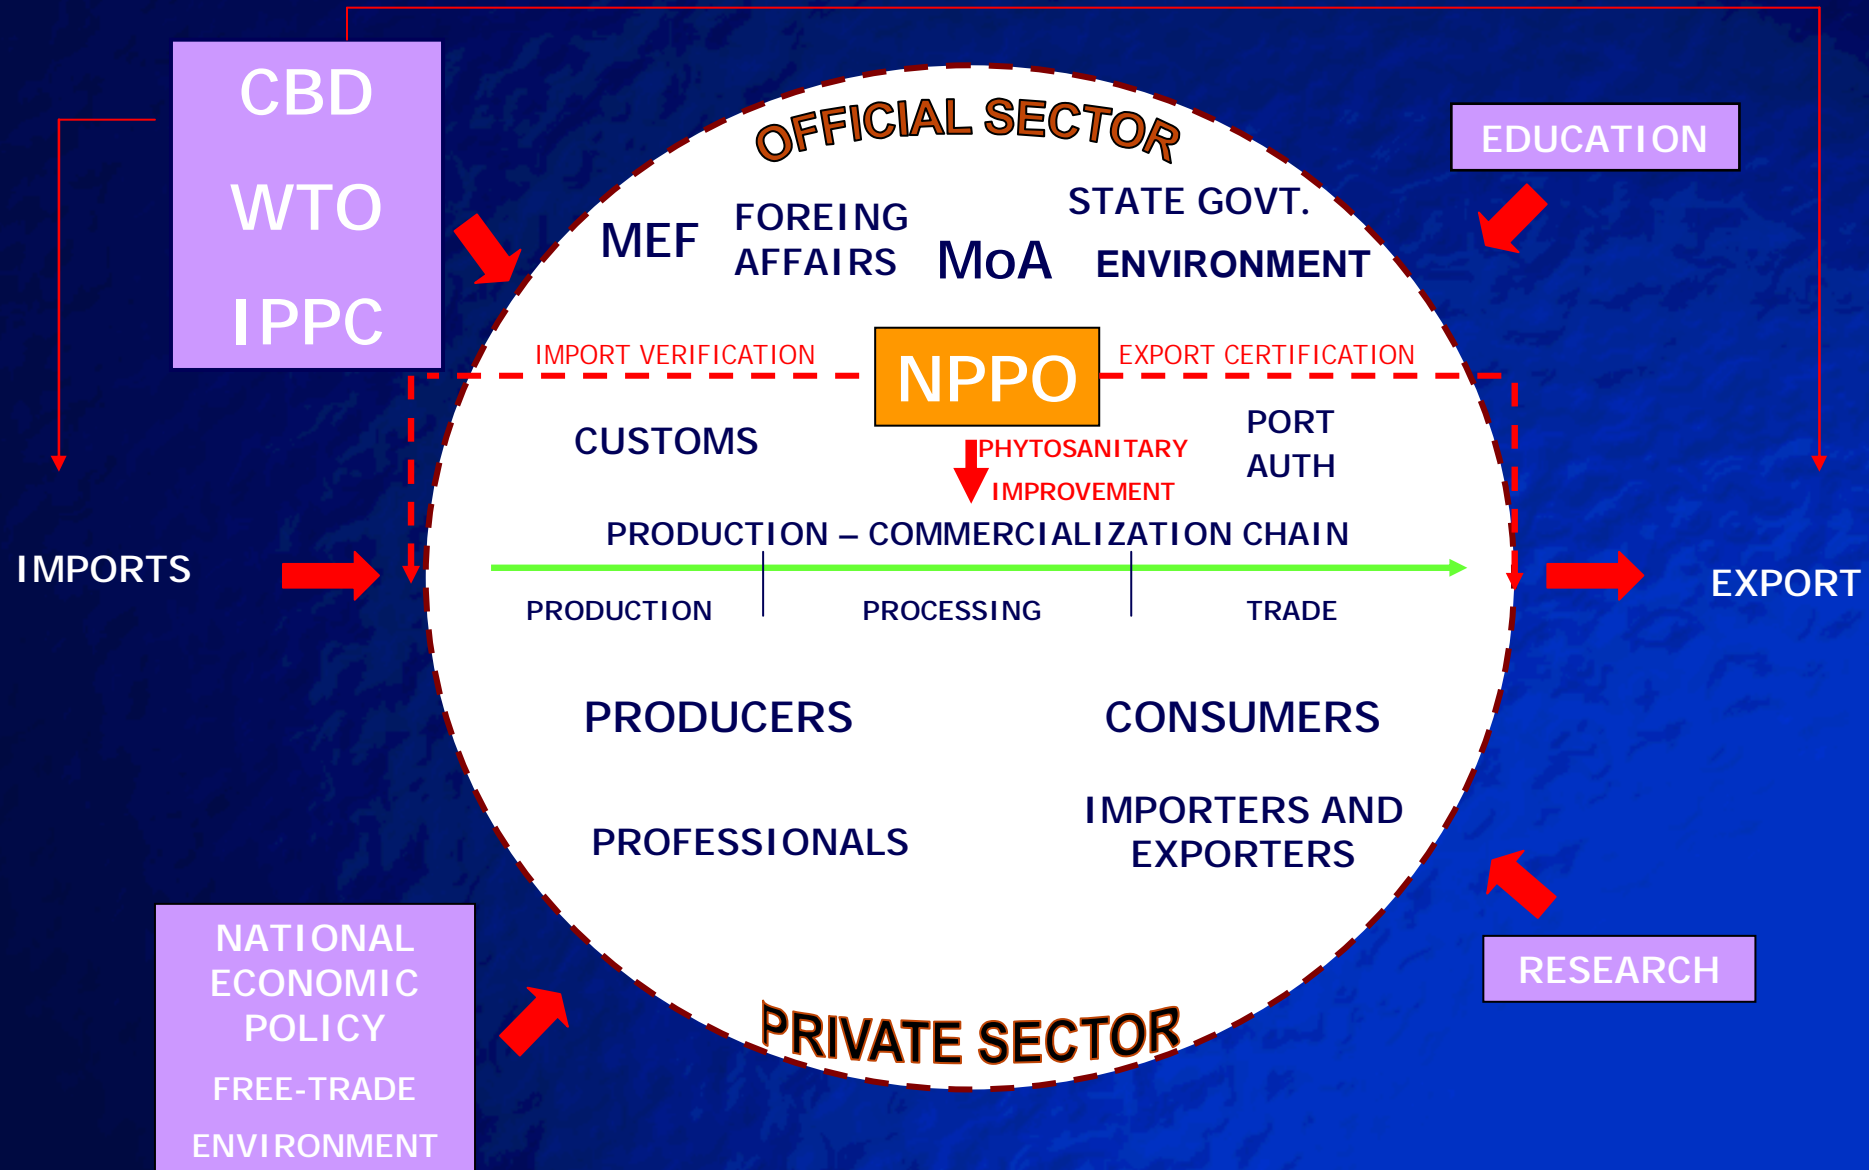 CBD
WTO
IPPC
OFFICIAL SECTOR
EDUCATION
MEF
FOREING
AFFAIRS
MoA
STATE GOVT.
ENVIRONMENT
IMPORT VERIFICATION
NPPO
EXPORT CERTIFICATION
CUSTOMS
PHYTOSANITARY
IMPROVEMENT
PORT
AUTH
PRODUCTION – COMMERCIALIZATION CHAIN
IMPORTS
EXPORT
PRODUCTION
PROCESSING
TRADE
PRODUCERS
CONSUMERS
PROFESSIONALS
IMPORTERS AND
EXPORTERS
NATIONAL
ECONOMIC
POLICY
FREE-TRADE
ENVIRONMENT
RESEARCH
PRIVATE SECTOR